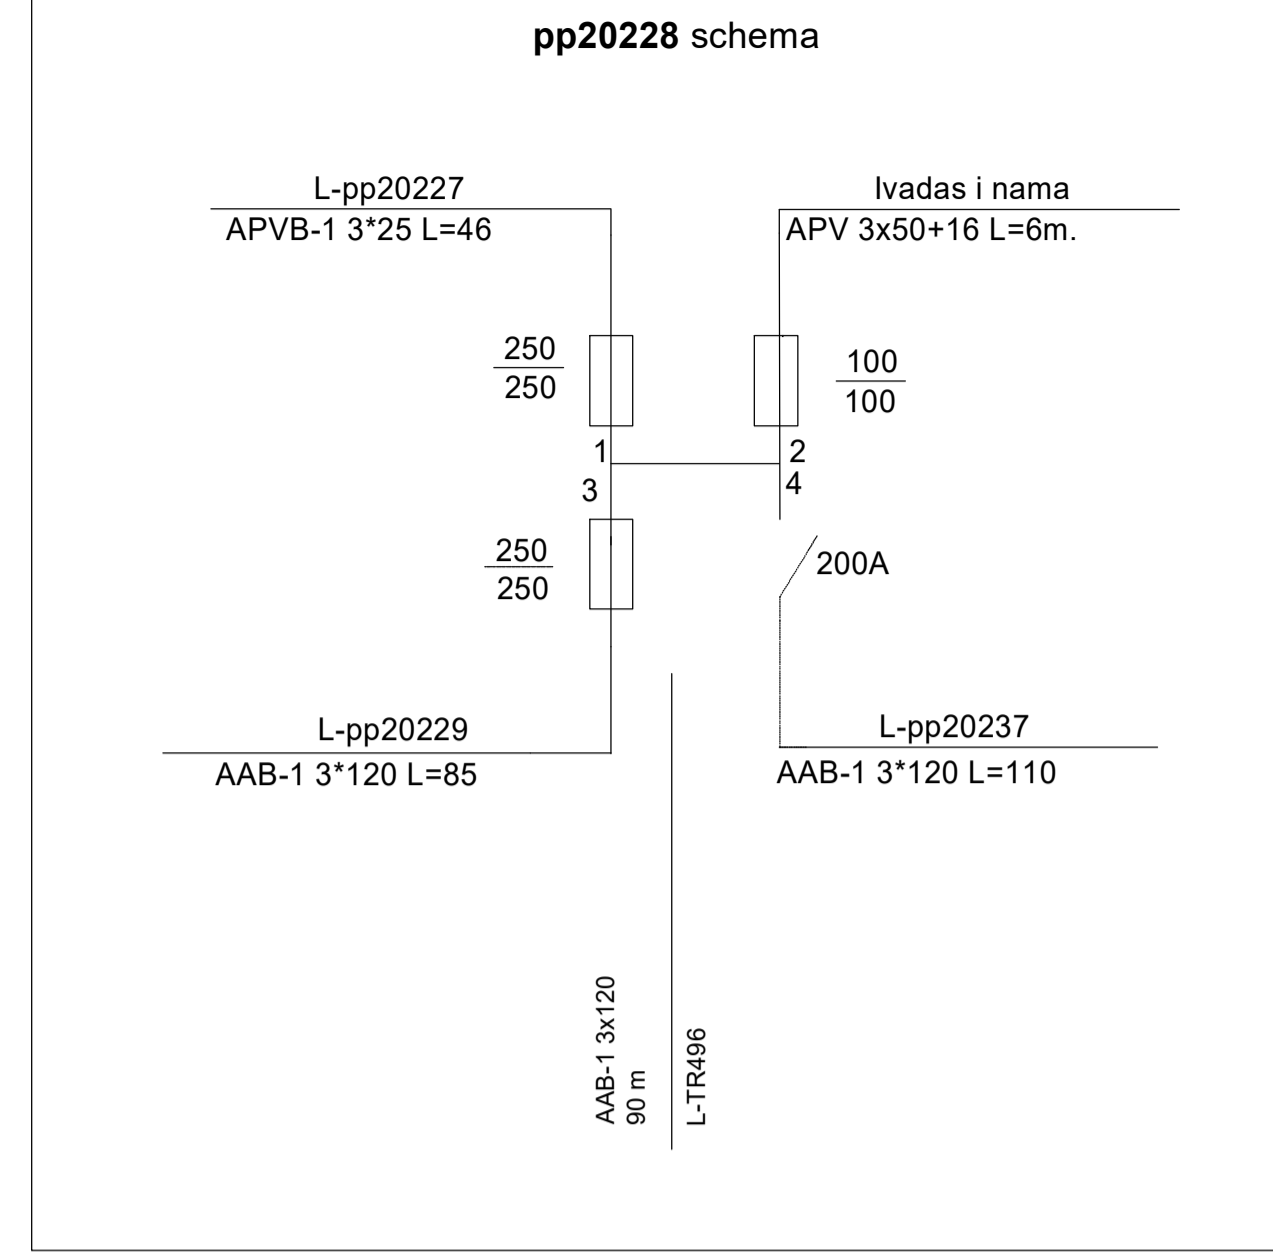 pp20228 schema
L-pp20227
APVB-1 3*25 L=46
Ivadas i nama
APV 3x50+16 L=6m.
250
250
100
100
1
2
3
4
250
250
200A
L-pp20229
AAB-1 3*120 L=85
L-pp20237
AAB-1 3*120 L=110
AAB-1 3x120
90 m
L-TR496